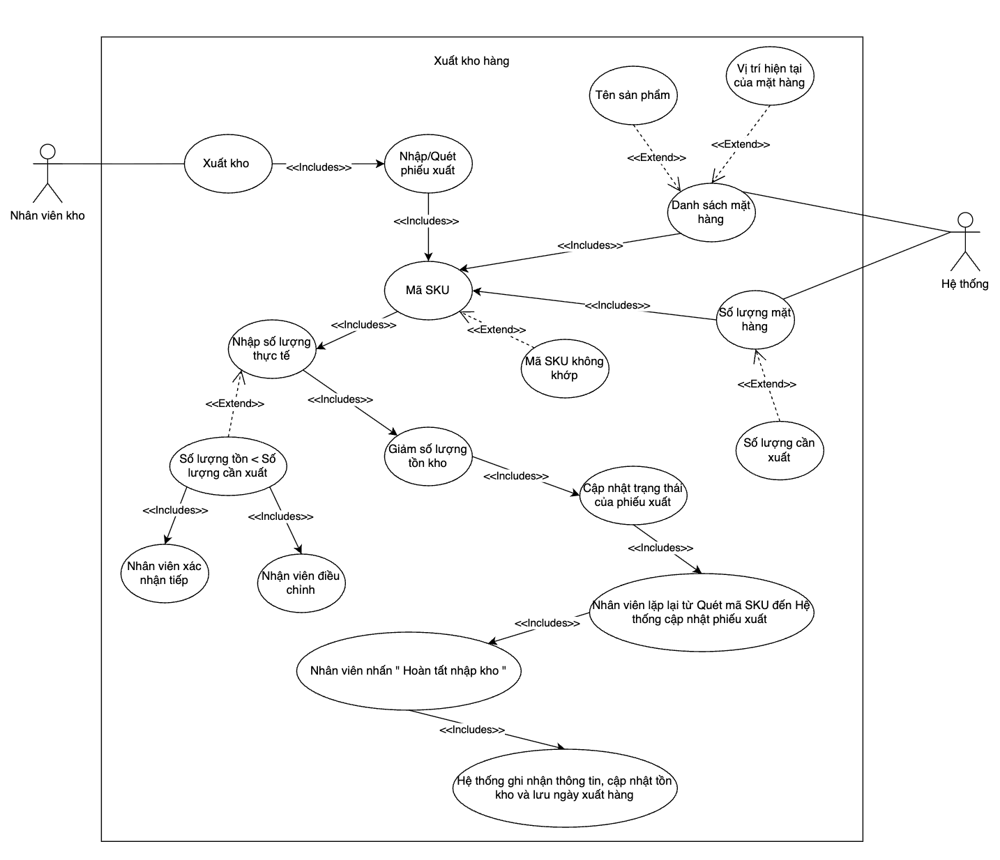 Xuất kho hàng
Vị trí hiện tại
của mặt hàng
Tên sản phẩm
<<Extend>>
<<Extend>>
Xuất kho
<<Includes>>
Nhập/Quét
phiếu xuất
Nhân viên kho
Danh sách mặt
hàng
<<Includes>>
<<Includes>>
Hệ thống
Mã SKU
<<Includes>>
Số lượng mặt
hàng
<<Includes>>
<<Extend>>
Nhập số lượng
thực tế
Mã SKU không
khớp
<<Extend>>
<<Includes>>
<<Extend>>
Số lượng cần
xuất
Giảm số lượng
tồn kho
Số lượng tồn < Số
lượng cần xuất
<<Includes>>
Cập nhật trạng thái
của phiếu xuất
<<Includes>>
<<Includes>>
<<Includes>>
Nhân viên xác
nhận tiếp
Nhận viên điều
chỉnh
Nhân viên lặp lại từ Quét mã SKU đến Hệ
thống cập nhật phiếu xuất
<<Includes>>
Nhân viên nhấn " Hoàn tất nhập kho "
<<Includes>>
Hệ thống ghi nhận thông tin, cập nhật tồn
kho và lưu ngày xuất hàng